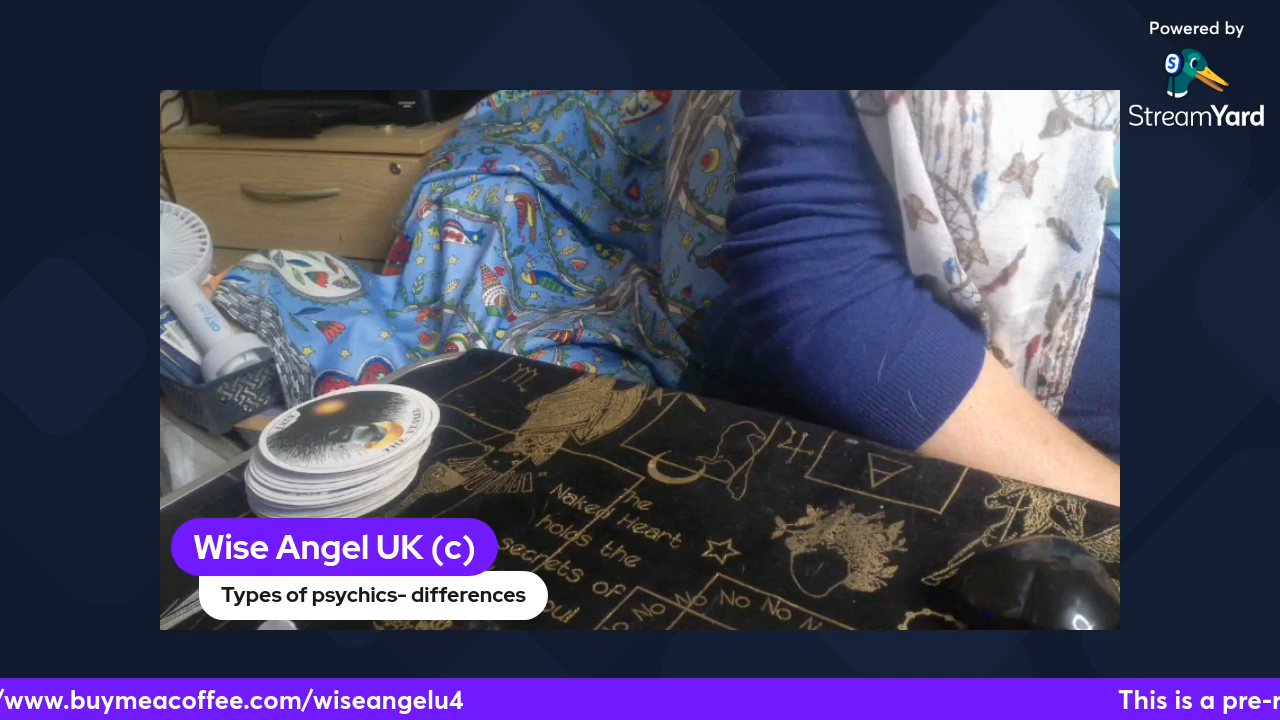 Powered by
StreamYard
The
Naked Heart
holds the
secrets of
No No No No
Wise Angel UK (c)
Types of psychics- differences
/www.buymeacoffee.com/wiseangelu4
This is a pre-r